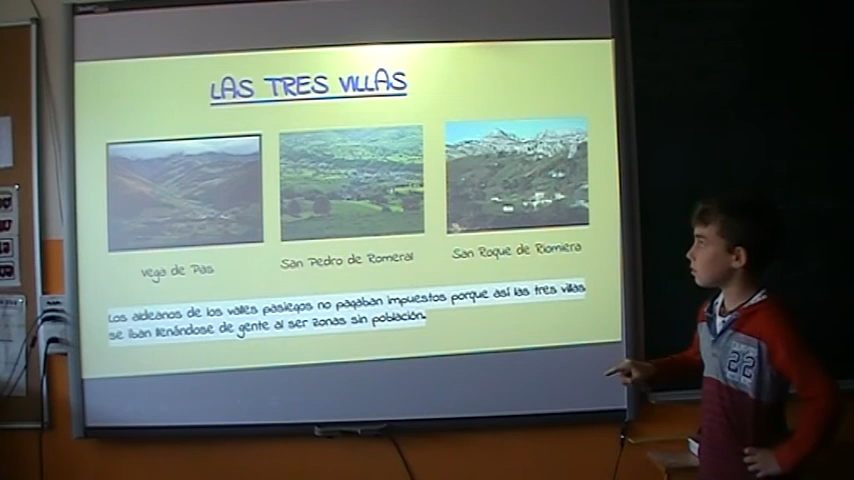 LAS TRES VILLAS
Vega de Pas
San Pedro de Romeral
San Roque de Riomiera
Los aldeanos de los valles pasiegos no pagaban impuestos porque así las tres villas
se iban llenándose de gente al ser zonas sin población.
22